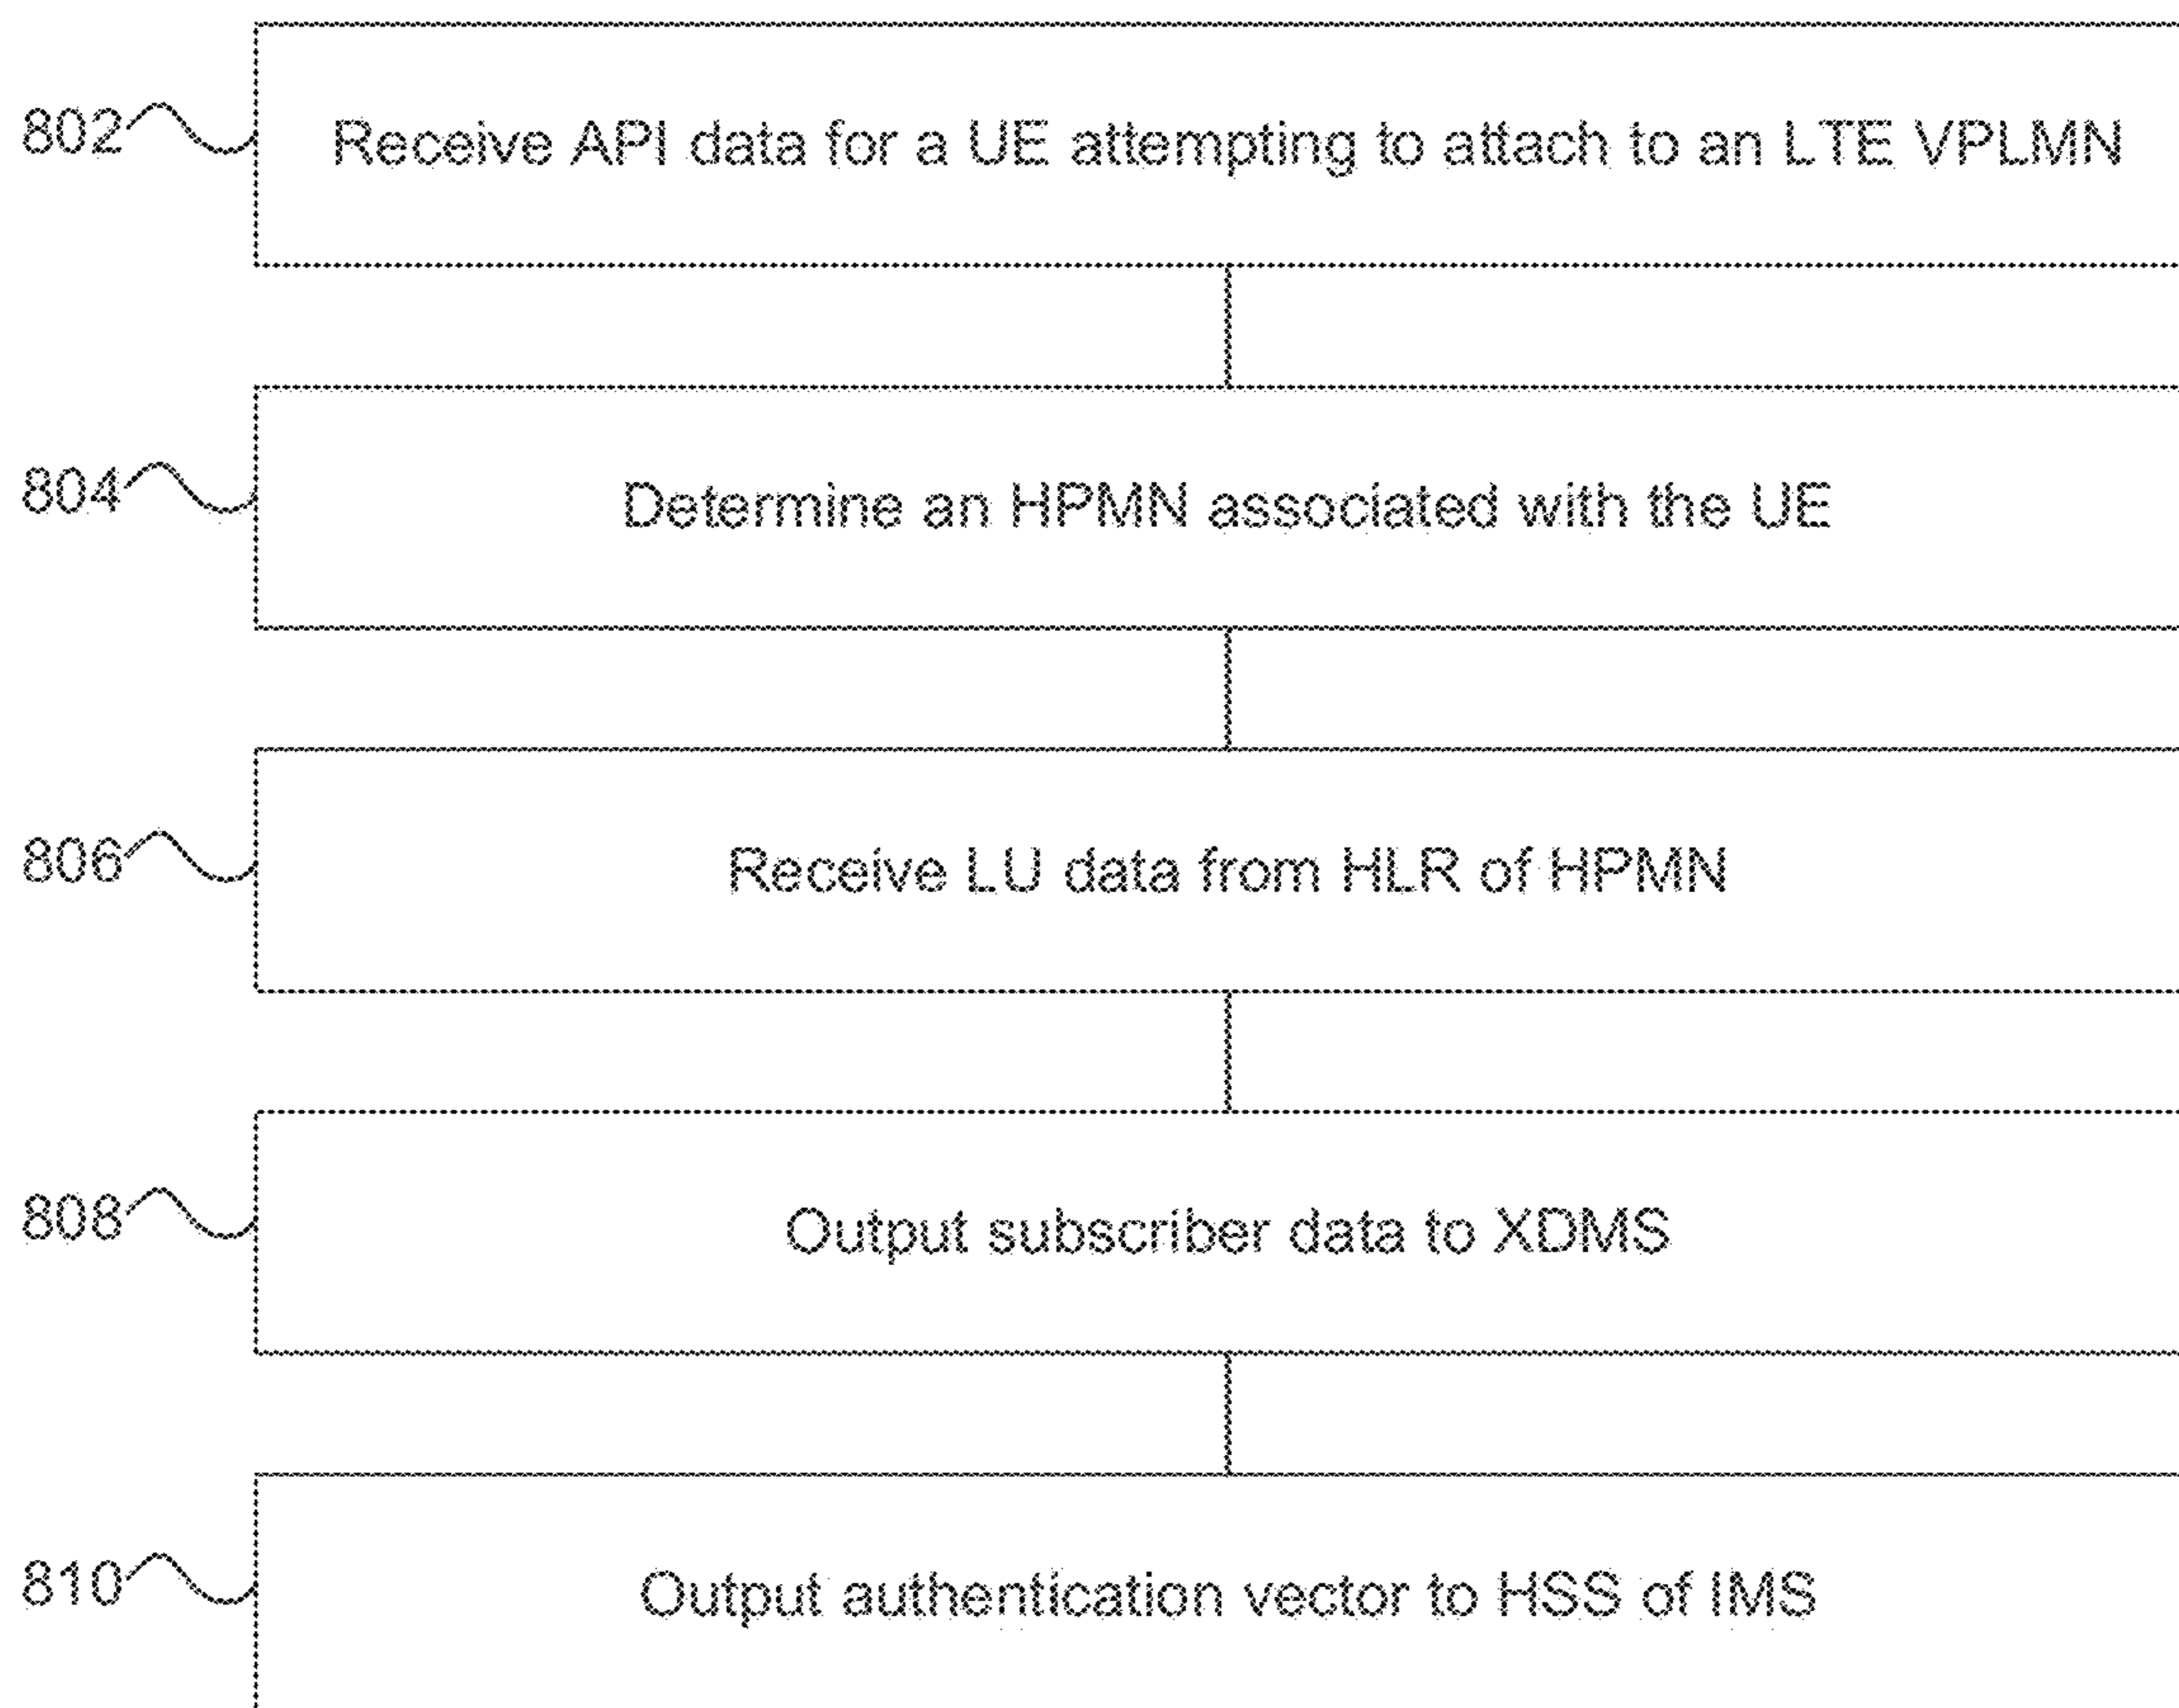 802 Receive API data for a UE attempting to attach to an LTE VPLMN
804 Determine an HPMN associated with the UE
806 Receive LU data from HLR of HPMN
808 Output subscriber data to XDMS
810 Output authentication vector to HSS of IMS